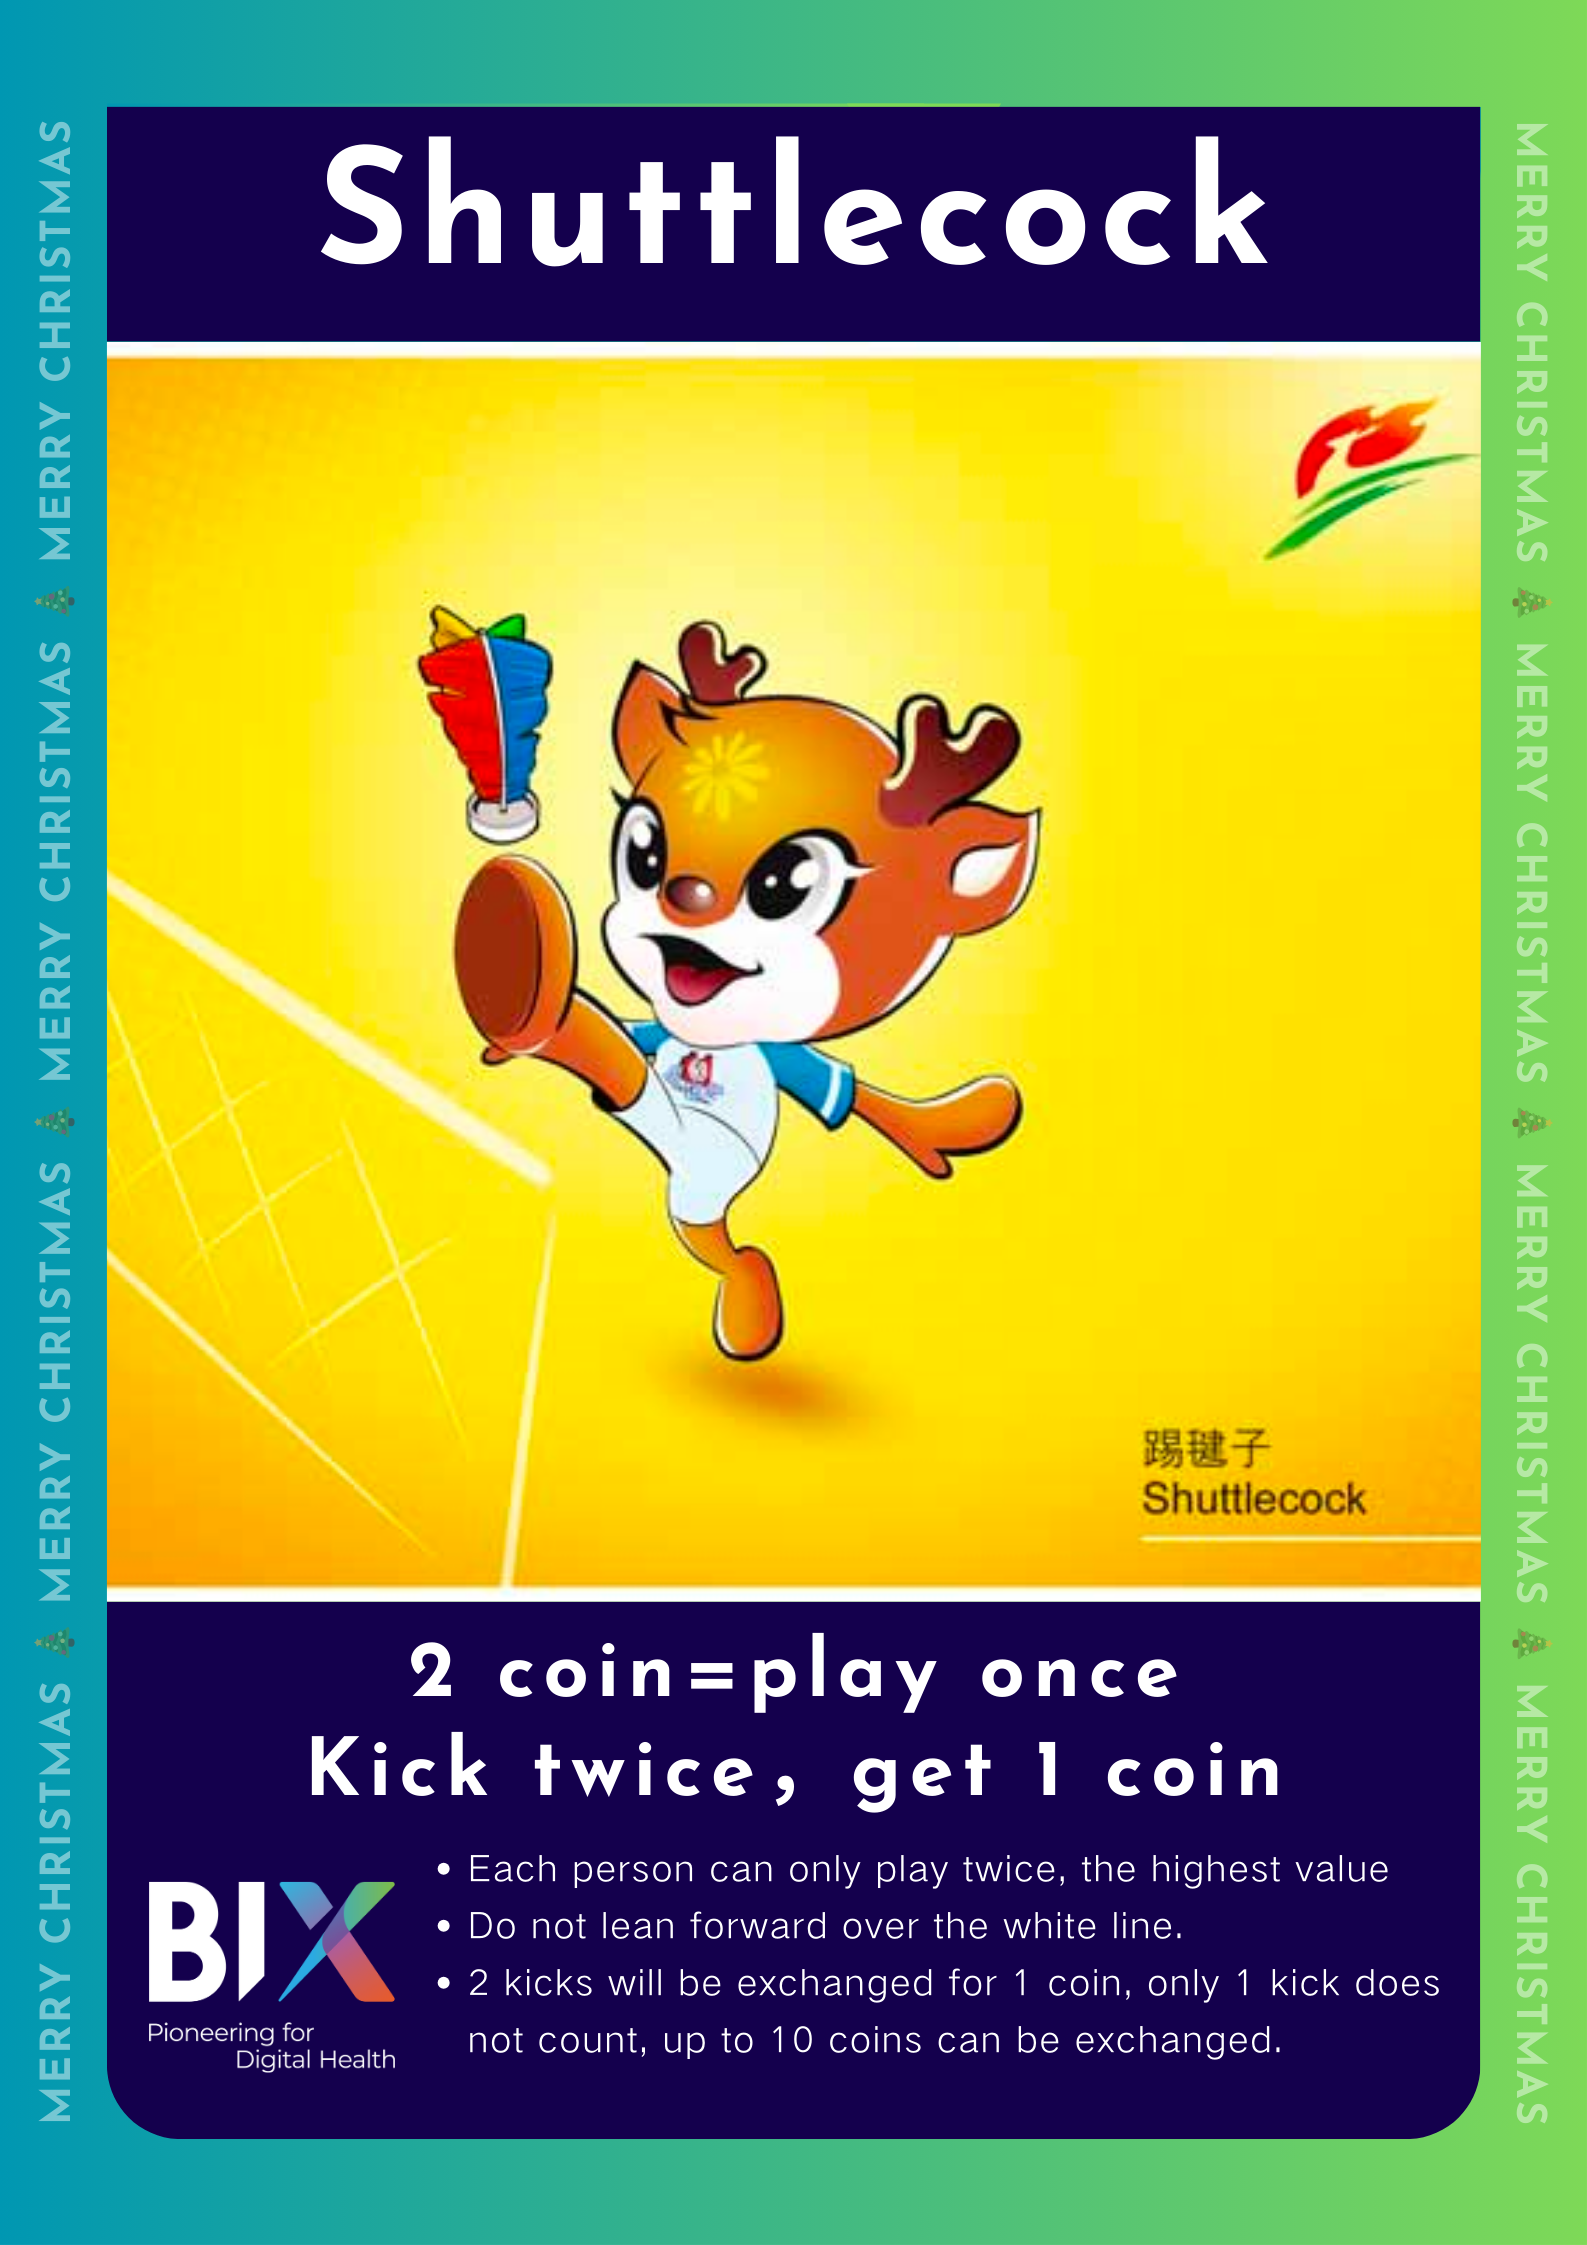 Shuttlecock
踢毽子
Shuttlecock
2 coin=play once
Kick twice, get 1 coin
• Each person can only play twice, the highest value
• Do not lean forward over the white line.
• 2 kicks will be exchanged for 1 coin, only 1 kick does
not count, up to 10 coins can be exchanged.
BIX
Pioneering for
Digital Health
MERRY CHRISTMAS 🎄 MERRY CHRISTMAS 🎄 MERRY CHRISTMAS 🎄 MERRY CHRISTMAS
MERRY CHRISTMAS 🎄 MERRY CHRISTMAS 🎄 MERRY CHRISTMAS 🎄 MERRY CHRISTMAS